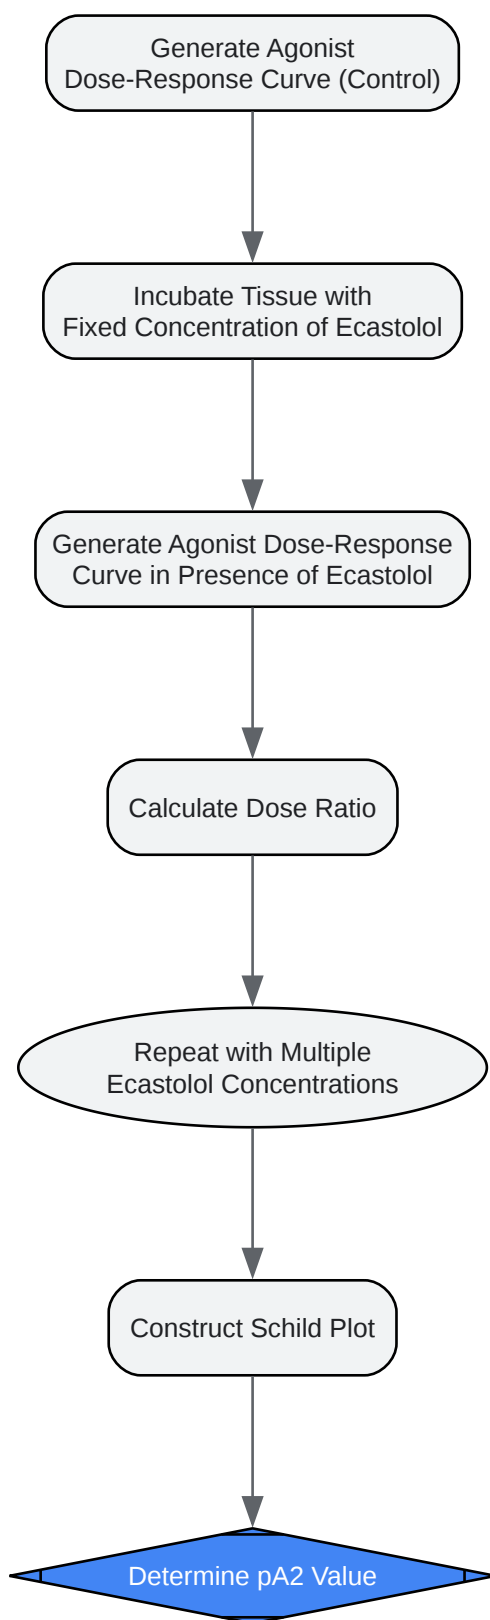 Generate Agonist
Dose-Response Curve (Control)
Incubate Tissue with
Fixed Concentration of Ecastolol
Generate Agonist Dose-Response
Curve in Presence of Ecastolol
Calculate Dose Ratio
Repeat with Multiple
Ecastolol Concentrations
Construct Schild Plot
Determine pA2 Value